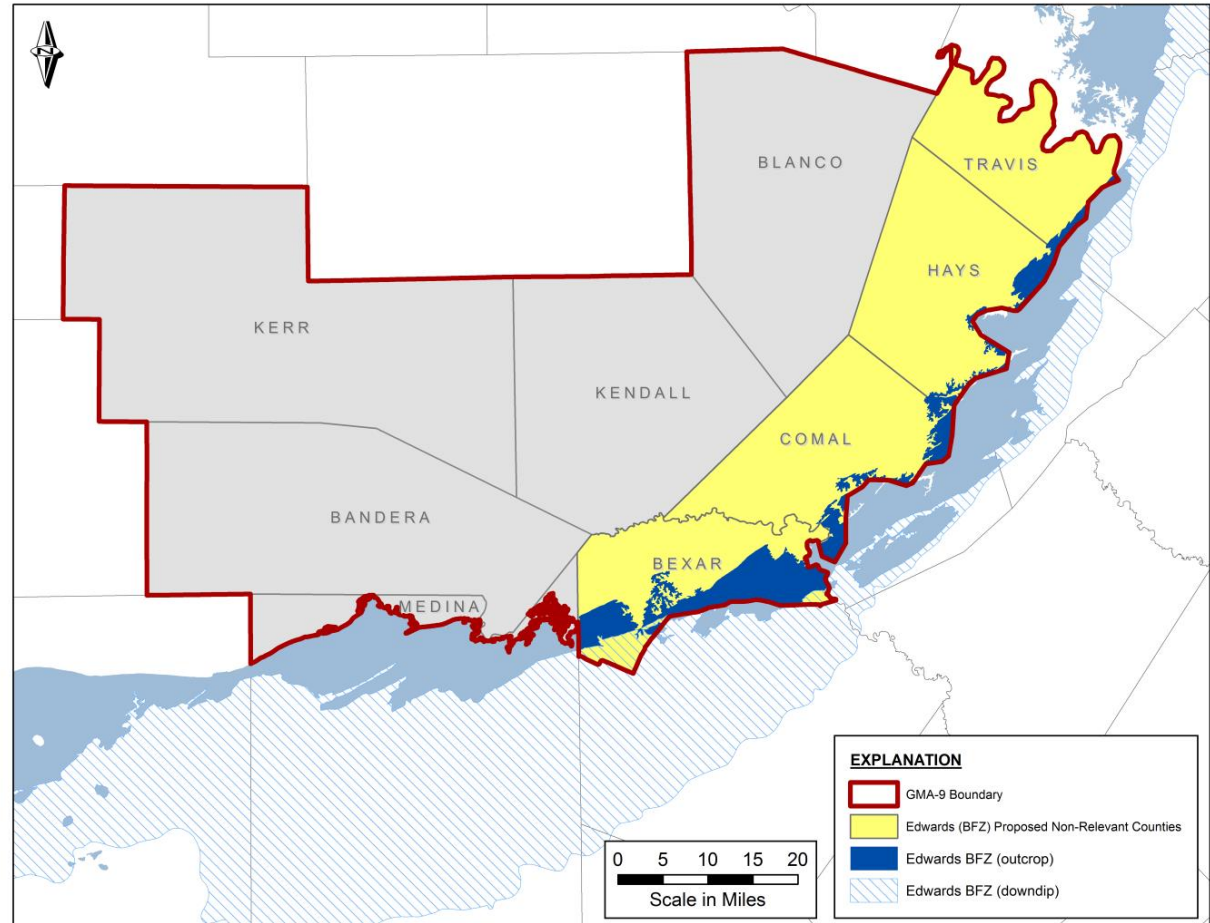 N
BLANCO
TRAVIS
HAYS
KERR
KENDALL
COMAL
BANDERA
BEXAR
MEDINA
EXPLANATION
GMA-9 Boundary
Edwards (BFZ) Proposed Non-Relevant Counties
Edwards BFZ (outcrop)
Edwards BFZ (downdip)
0 5 10 15 20
Scale in Miles